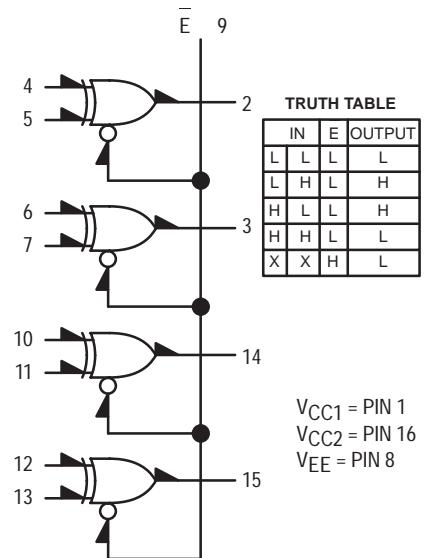 E 9
4
5
2
TRUTH TABLE
IN E OUTPUT
L L L L
L H L H
H L L H
H H L L
X X H L
6
7
3
10
11
14
VCC1 = PIN 1
VCC2 = PIN 16
VEE = PIN 8
12
13
15